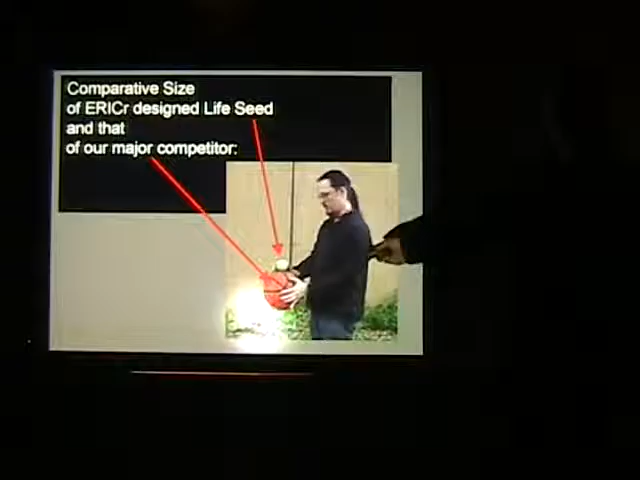 Comparative Size
of ERICr designed Life Seed
and that
of our major competitor: